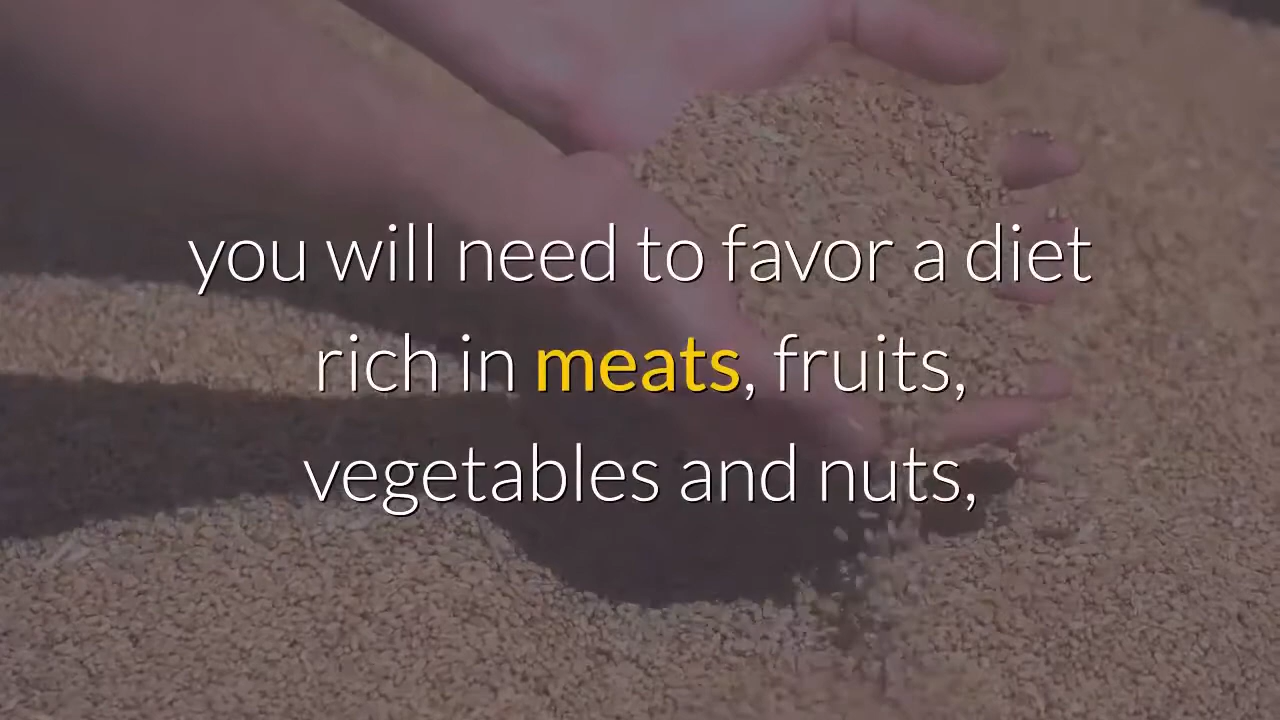 you will need to favor a diet
rich in meats, fruits,
vegetables and nuts,